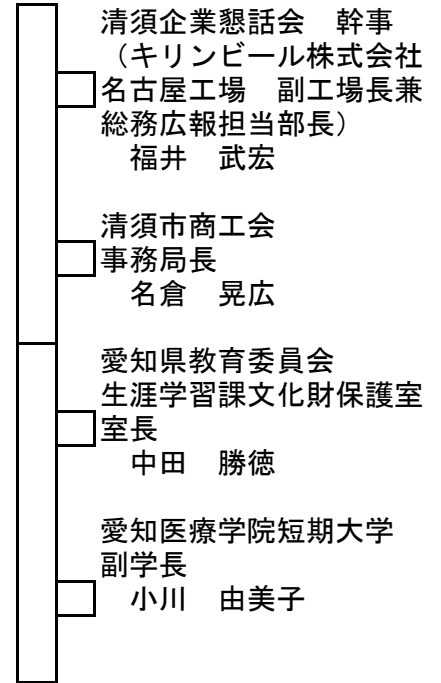 清須企業懇話会　幹事
（キリンビール株式会社
名古屋工場　副工場長兼
総務広報担当部長）
福井　武宏
清須市商工会
事務局長
名倉　晃広
愛知県教育委員会
生涯学習課文化財保護室
室長
中田　勝徳
愛知医療学院短期大学
副学長
小川　由美子